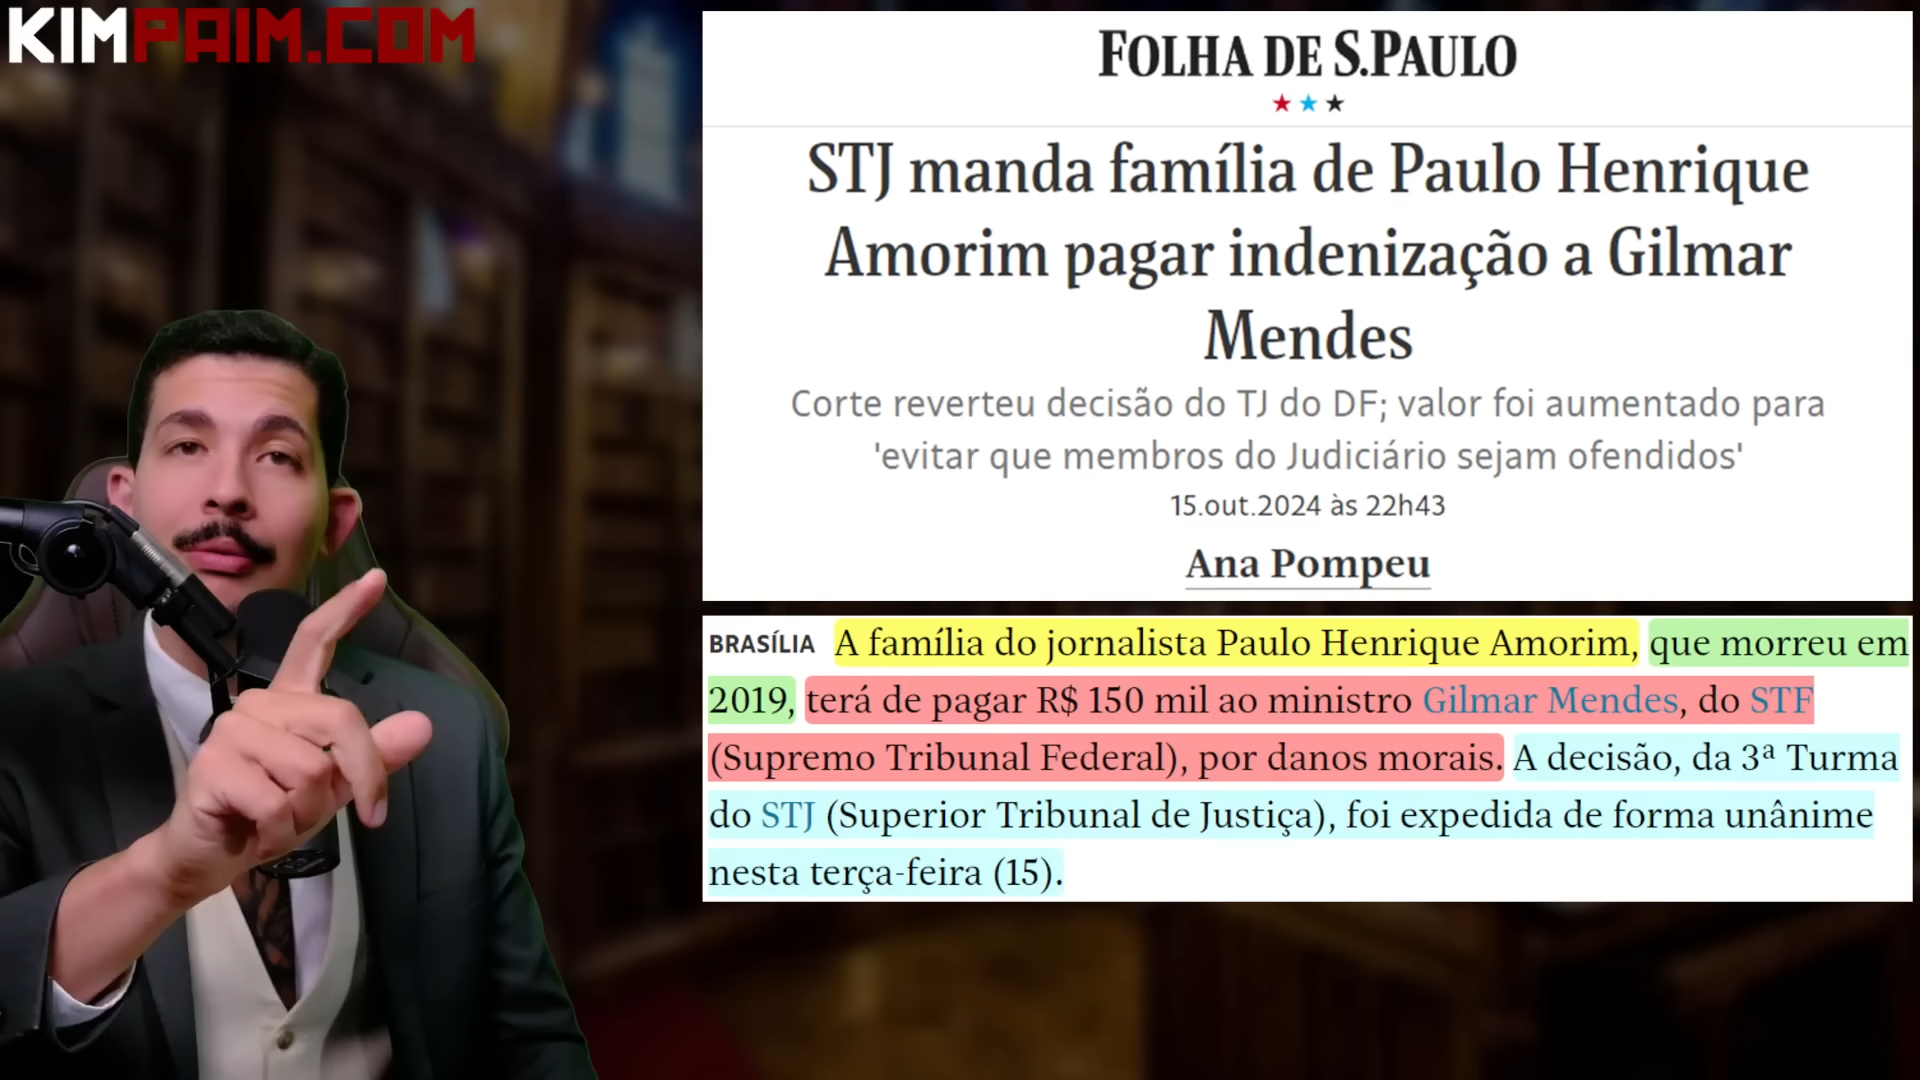 KIMPAIM.COM
FOLHA DE S.PAULO
STJ manda família de Paulo Henrique
Amorim pagar indenização a Gilmar
Mendes
Corte reverteu decisão do TJ do DF; valor foi aumentado para
'evitar que membros do Judiciário sejam ofendidos'
15.out.2024 às 22h43
Ana Pompeu
BRASÍLIA A família do jornalista Paulo Henrique Amorim, que morreu em
2019, terá de pagar R$ 150 mil ao ministro Gilmar Mendes, do STF
(Supremo Tribunal Federal), por danos morais. A decisão, da 3ª Turma
do STJ (Superior Tribunal de Justiça), foi expedida de forma unânime
nesta terça-feira (15).